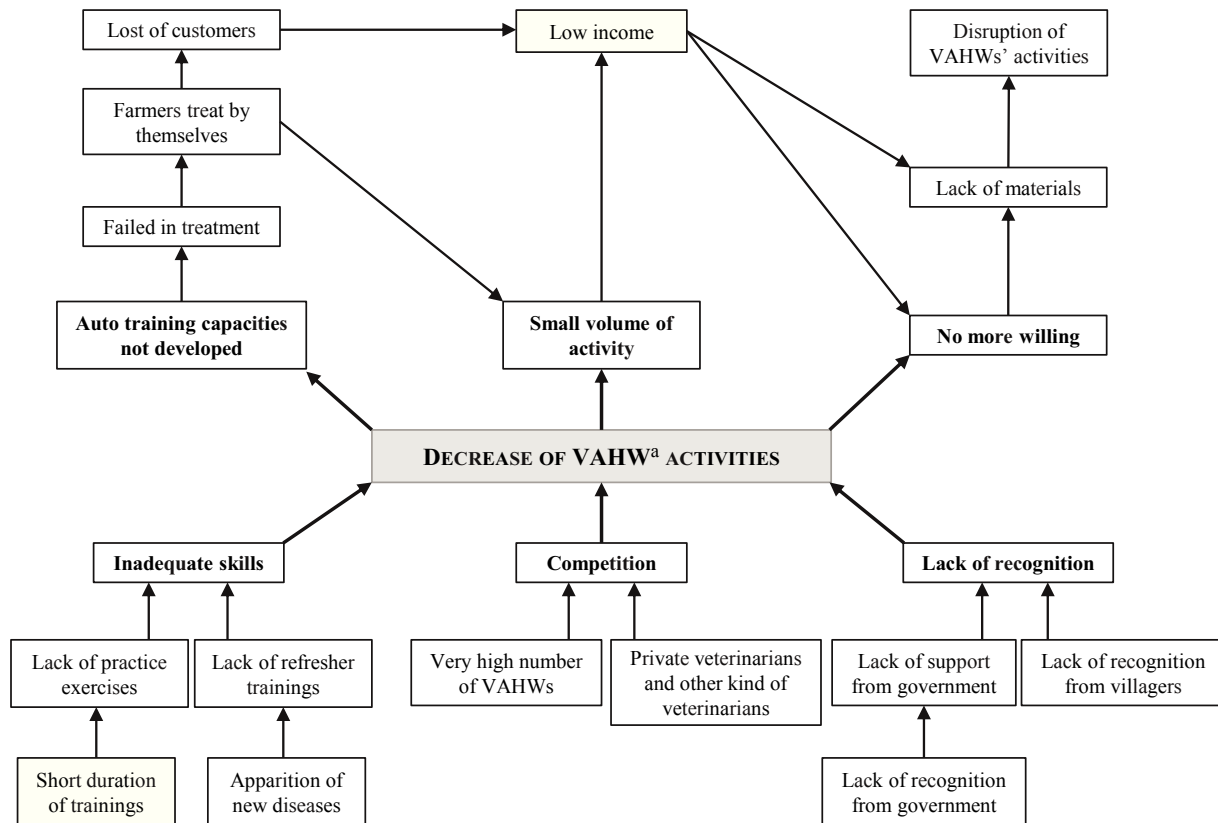 Lost of customers
Low income
Disruption of
VAHWs’ activities
Farmers treat by
themselves
Lack of materials
Failed in treatment
Auto training capacities
not developed
Small volume of
activity
No more willing
DECREASE OF VAHWa ACTIVITIES
Inadequate skills
Competition
Lack of recognition
Lack of practice
exercises
Lack of refresher
trainings
Very high number
of VAHWs
Private veterinarians
and other kind of
veterinarians
Lack of support
from government
Lack of recognition
from villagers
Short duration
of trainings
Apparition of
new diseases
Lack of recognition
from government